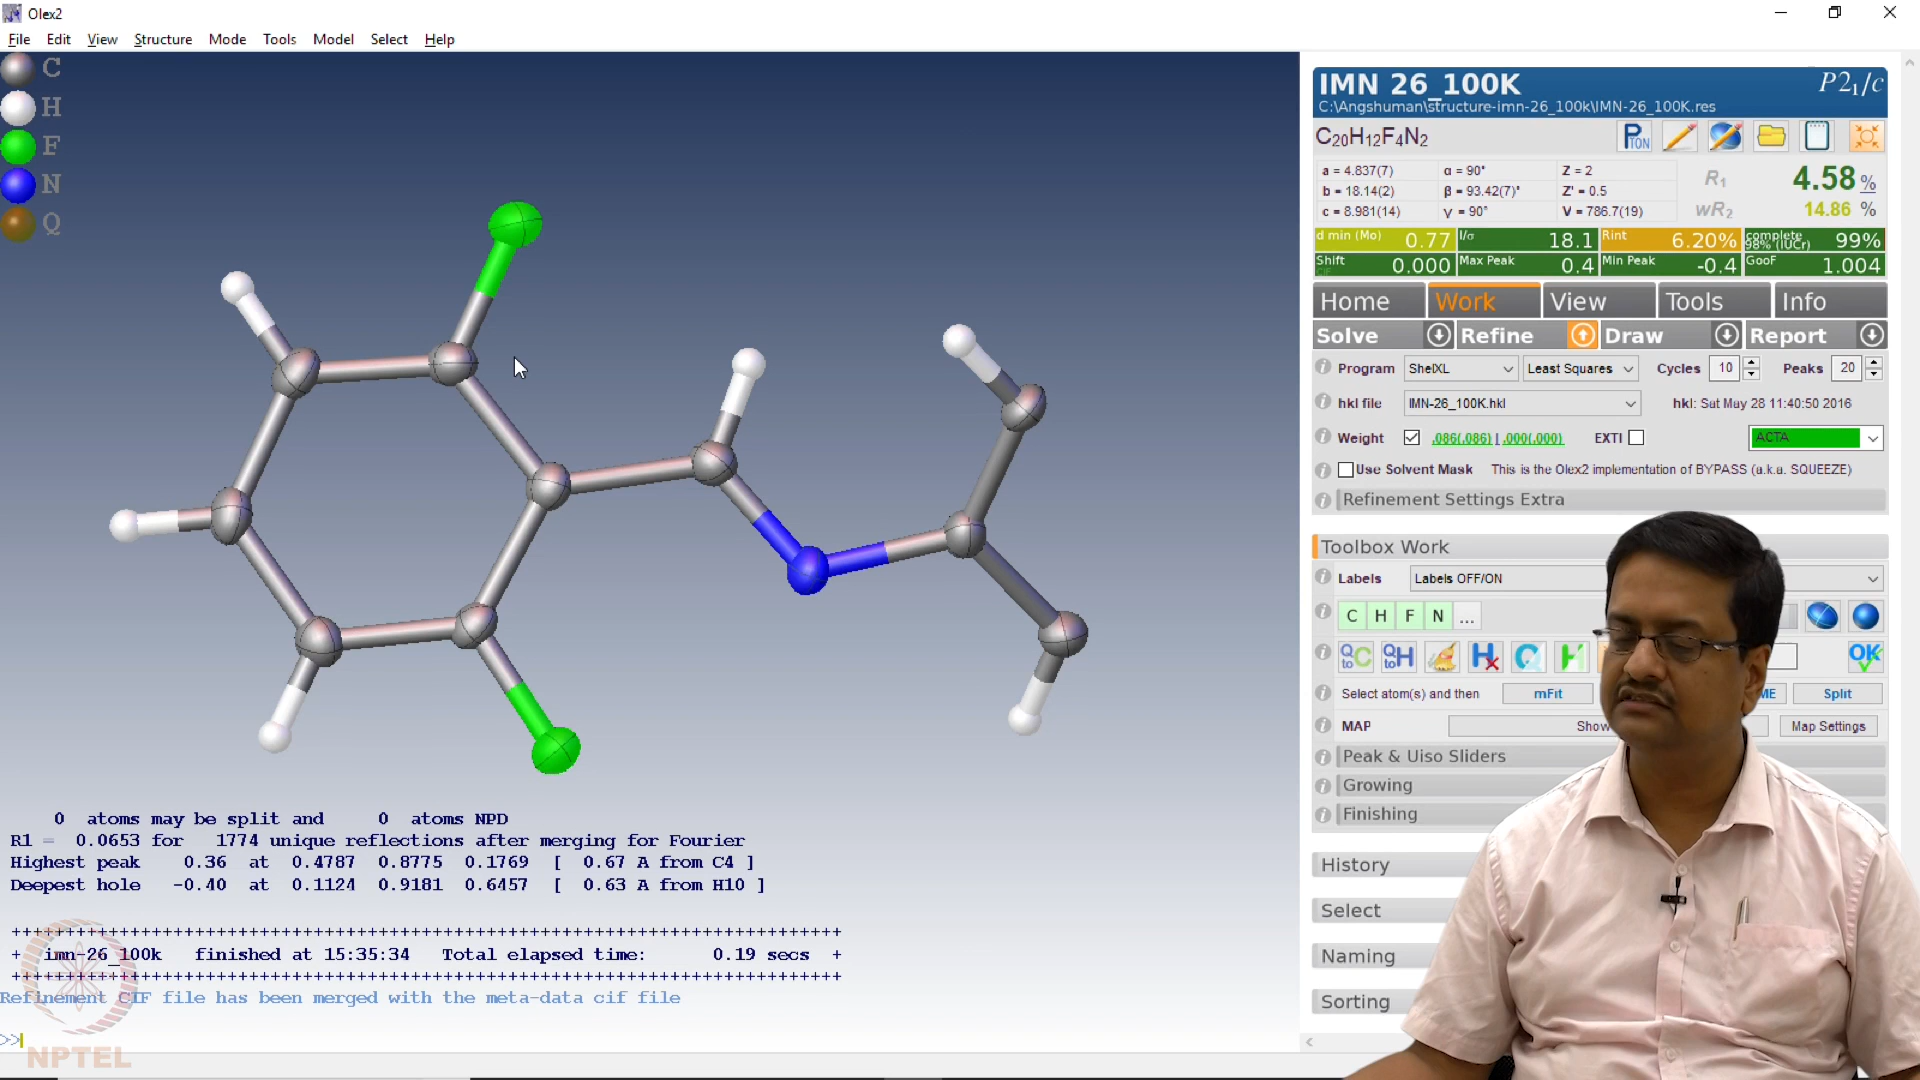 Olex2
File Edit View Structure Mode Tools Model Select Help
C
H
F
N
Q
IMN 26_100K P2₁/c
C:\Angshuman\structure-imn-26_100k\IMN-26_100K.res
C₂₀H₁₂F₄N₂ PTON
a = 4.837(7) α = 90° Z = 2
b = 18.14(2) β = 93.42(7)° Z' = 0.5
c = 8.981(14) γ = 90° V = 786.7(19)
R₁ 4.58 %
wR₂ 14.86 %
d min (Mo) 0.77 I/σ 18.1 Rint 6.20% complete 98% (IUCr) 99%
Shift CIF 0.000 Max Peak 0.4 Min Peak -0.4 GooF 1.004
Home Work View Tools Info
Solve Refine Draw Report
Program ShelXL Least Squares Cycles 10 Peaks 20
hkl file IMN-26_100K.hkl hkl: Sat May 28 11:40:50 2016
Weight .086(.086) | .000(.000) EXTI ACTA
Use Solvent Mask This is the Olex2 implementation of BYPASS (a.k.a. SQUEEZE)
Refinement Settings Extra
Toolbox Work
Labels Labels OFF/ON
C H F N ...
Q to C Q to H H OK
Select atom(s) and then mFit ME Split
MAP Show Map Settings
Peak & Uiso Sliders
Growing
Finishing
History
Select
Naming
Sorting
0 atoms may be split and 0 atoms NPD
R1 = 0.0653 for 1774 unique reflections after merging for Fourier
Highest peak 0.36 at 0.4787 0.8775 0.1769 [ 0.67 A from C4 ]
Deepest hole -0.40 at 0.1124 0.9181 0.6457 [ 0.63 A from H10 ]
++++++++++++++++++++++++++++++++++++++++++++++++++++++++++++++++++++++
+ imn-26_100k finished at 15:35:34 Total elapsed time: 0.19 secs +
++++++++++++++++++++++++++++++++++++++++++++++++++++++++++++++++++++++
Refinement CIF file has been merged with the meta-data cif file
>>
NPTEL